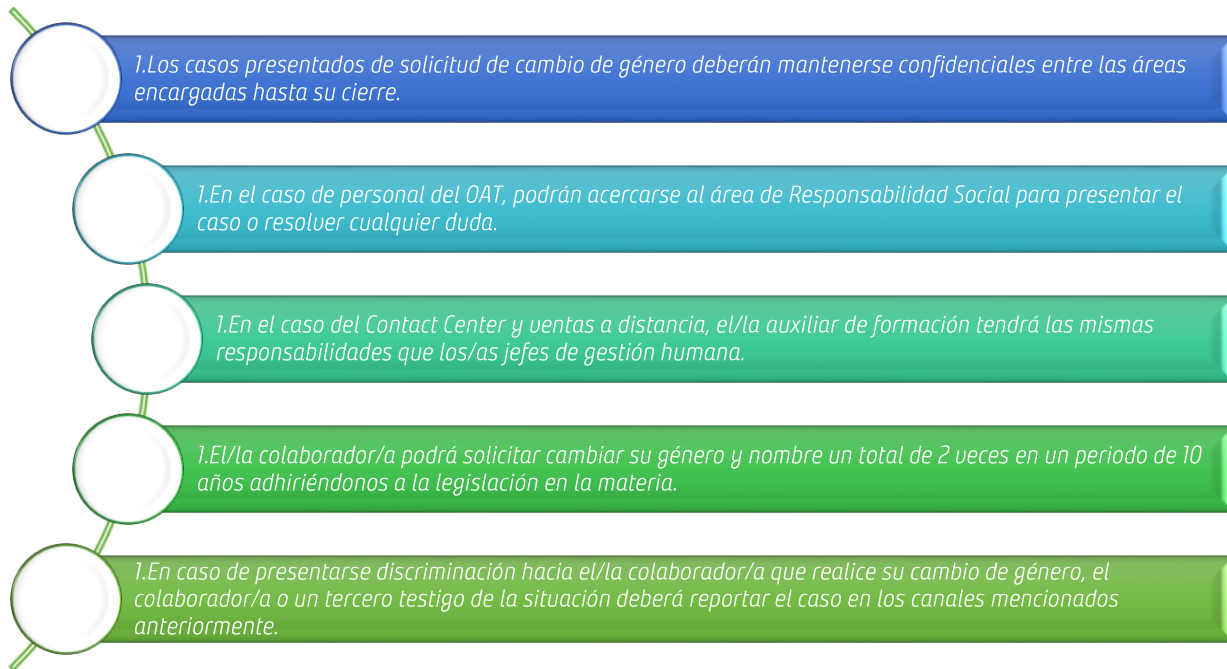 1.Los casos presentados de solicitud de cambio de género deberán mantenerse confidenciales entre las áreas
encargadas hasta su cierre.
1.En el caso de personal del OAT, podrán acercarse al área de Responsabilidad Social para presentar el
caso o resolver cualquier duda.
1.En el caso del Contact Center y ventas a distancia, el/la auxiliar de formación tendrá las mismas
responsabilidades que los/as jefes de gestión humana.
1.El/la colaborador/a podrá solicitar cambiar su género y nombre un total de 2 veces en un periodo de 10
años adhiriéndonos a la legislación en la materia.
1.En caso de presentarse discriminación hacia el/la colaborador/a que realice su cambio de género, el
colaborador/a o un tercero testigo de la situación deberá reportar el caso en los canales mencionados
anteriormente.